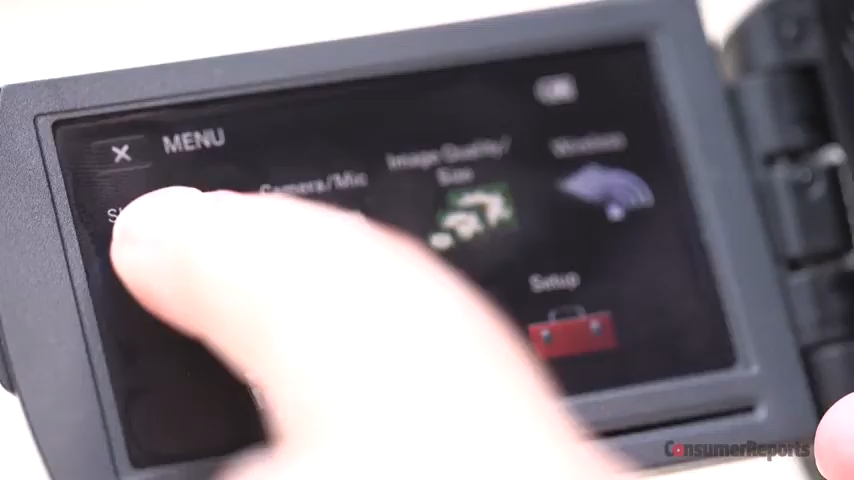 MENU
Camera/Mic
Image Quality/
Size
Wireless
Setup
ConsumerReports